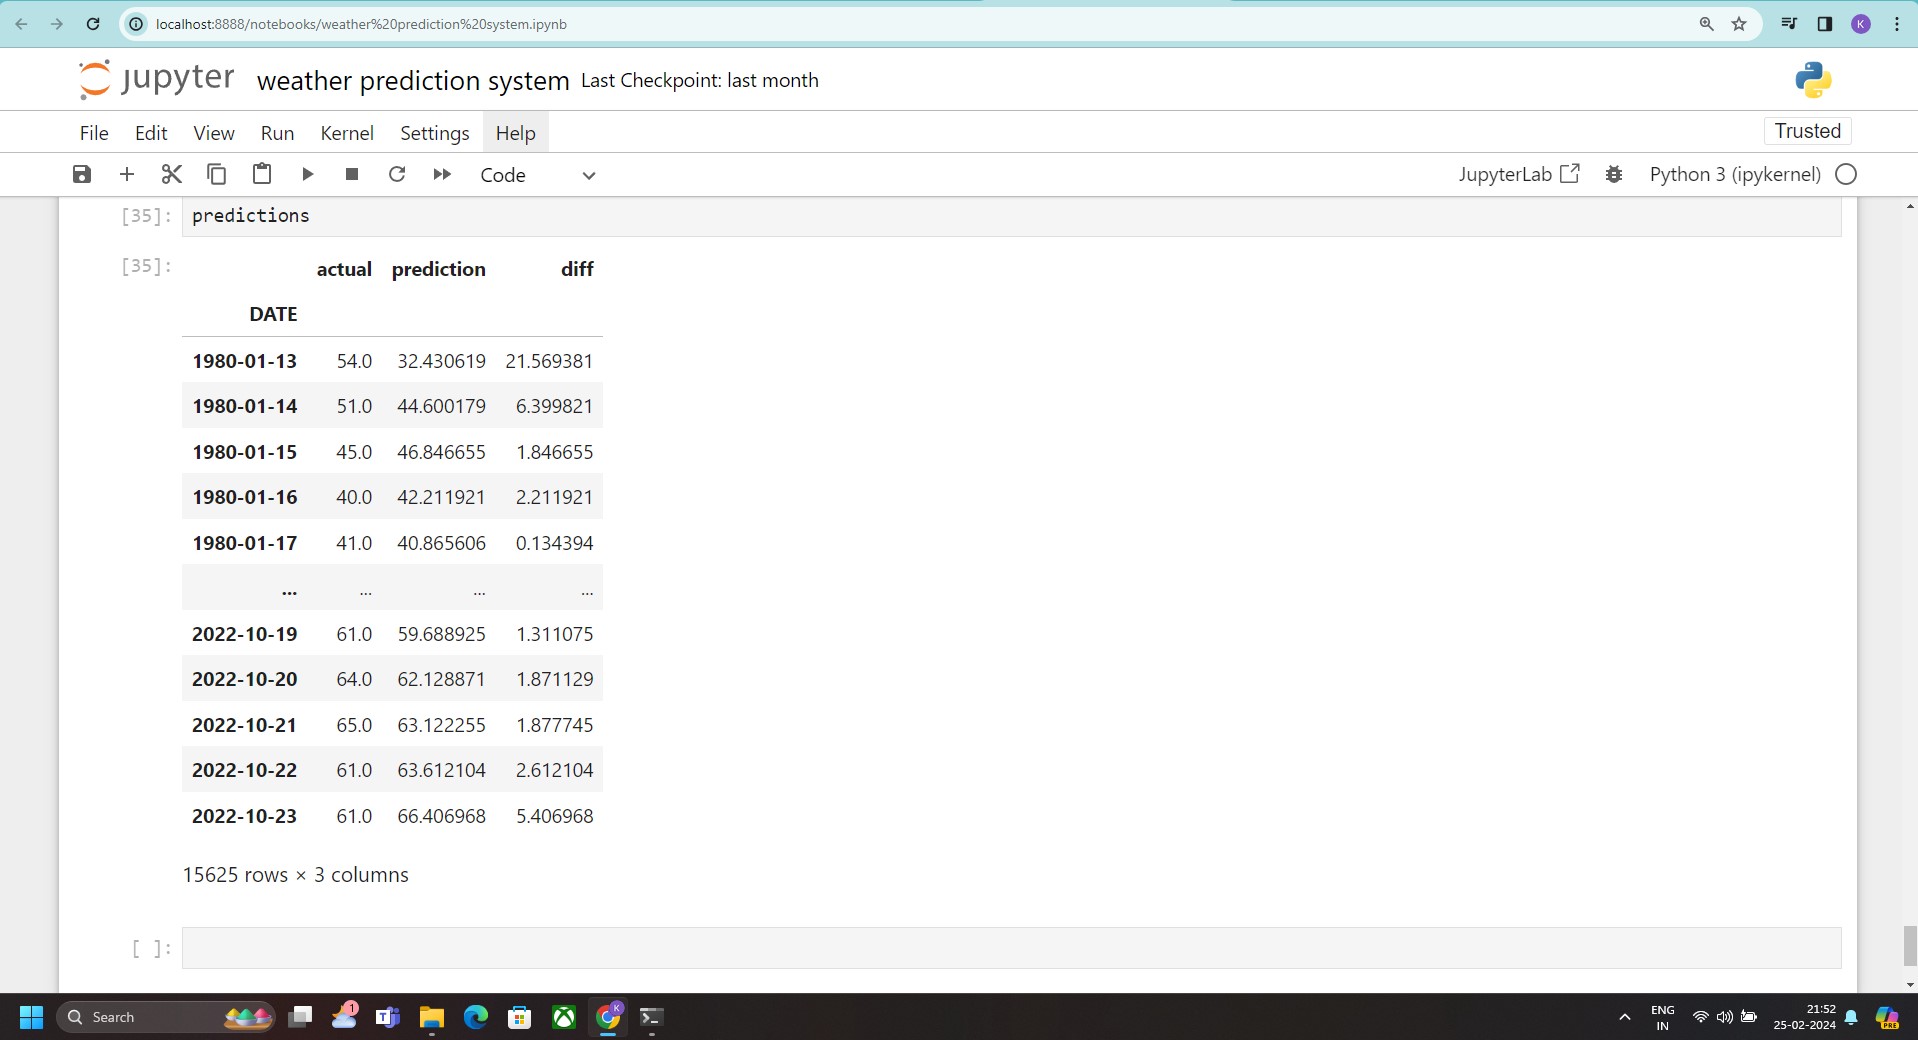 localhost:8888/notebooks/weather%20prediction%20system.ipynb
K
jupyter weather prediction system Last Checkpoint: last month
File Edit View Run Kernel Settings Help
Trusted
Code
JupyterLab Python 3 (ipykernel)
[35]: predictions
[35]: actual prediction diff
DATE
1980-01-13 54.0 32.430619 21.569381
1980-01-14 51.0 44.600179 6.399821
1980-01-15 45.0 46.846655 1.846655
1980-01-16 40.0 42.211921 2.211921
1980-01-17 41.0 40.865606 0.134394
... ... ... ...
2022-10-19 61.0 59.688925 1.311075
2022-10-20 64.0 62.128871 1.871129
2022-10-21 65.0 63.122255 1.877745
2022-10-22 61.0 63.612104 2.612104
2022-10-23 61.0 66.406968 5.406968
15625 rows × 3 columns
[ ]:
Search
1
K
ENG
IN
21:52
25-02-2024
PRE